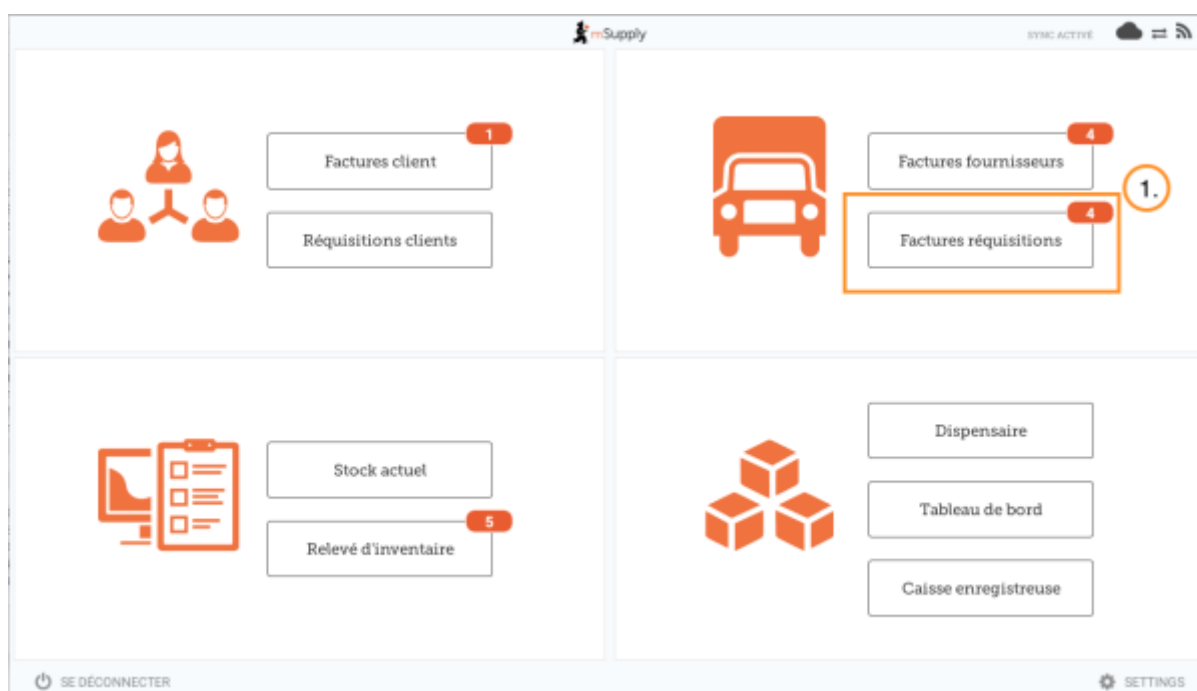 mSupply
SYNC ACTIVÉ
1
Factures client
Réquisitions clients
4
Factures fournisseurs
1.
4
Factures réquisitions
Stock actuel
5
Relevé d'inventaire
Dispensaire
Tableau de bord
Caisse enregistreuse
SE DÉCONNECTER
SETTINGS